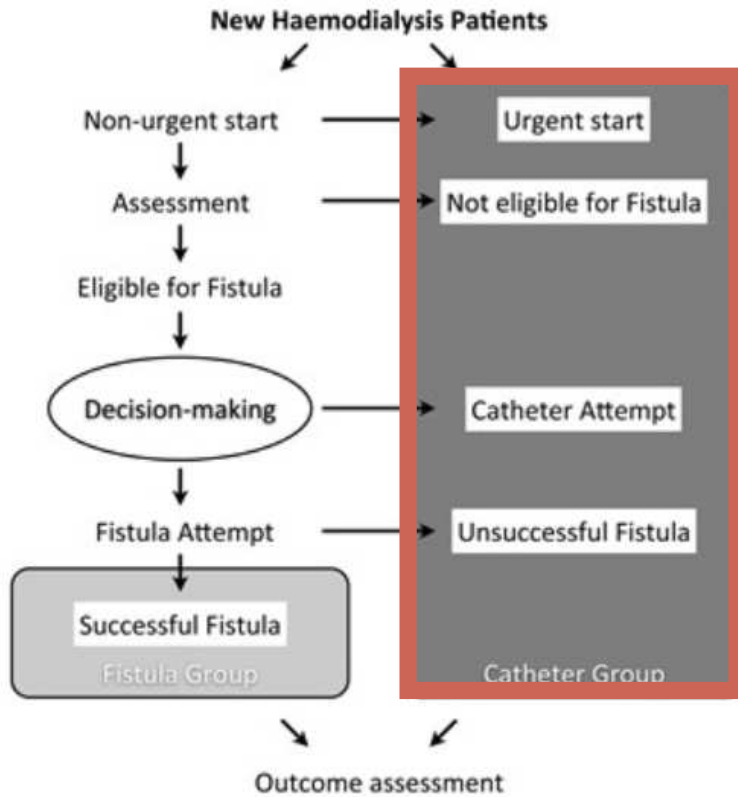 New Haemodialysis Patients
Non-urgent start
Urgent start
Assessment
Not eligible for Fistula
Eligible for Fistula
Decision-making
Catheter Attempt
Fistula Attempt
Unsuccessful Fistula
Successful Fistula
Fistula Group
Catheter Group
Outcome assessment